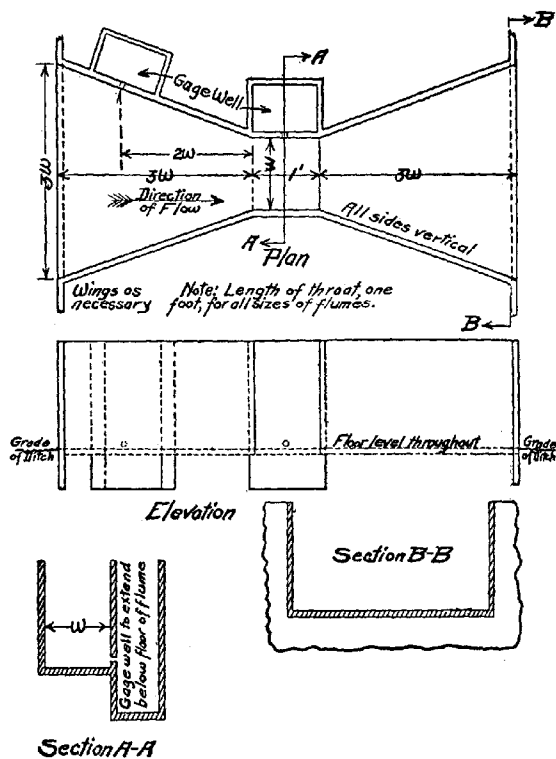 B
A
Gage Well
2W
3W
W
3W
1'
3W
Direction
of Flow
All sides vertical
A
Plan
Wings as
necessary
Note: Length of throat, one
foot, for all sizes of flumes.
B
Grade
of Ditch
Floor level throughout
Grade
of Ditch
Elevation
Section B-B
W
Gage well to extend
below floor of flume
Section A-A